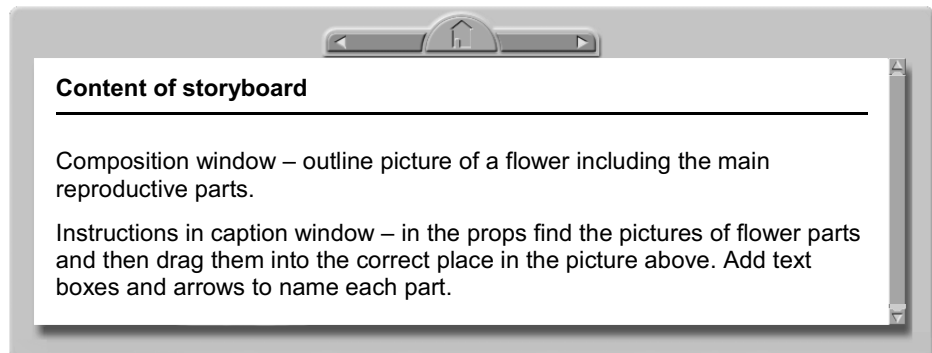 Content of storyboard
Composition window – outline picture of a flower including the main
reproductive parts.
Instructions in caption window – in the props find the pictures of flower parts
and then drag them into the correct place in the picture above. Add text
boxes and arrows to name each part.